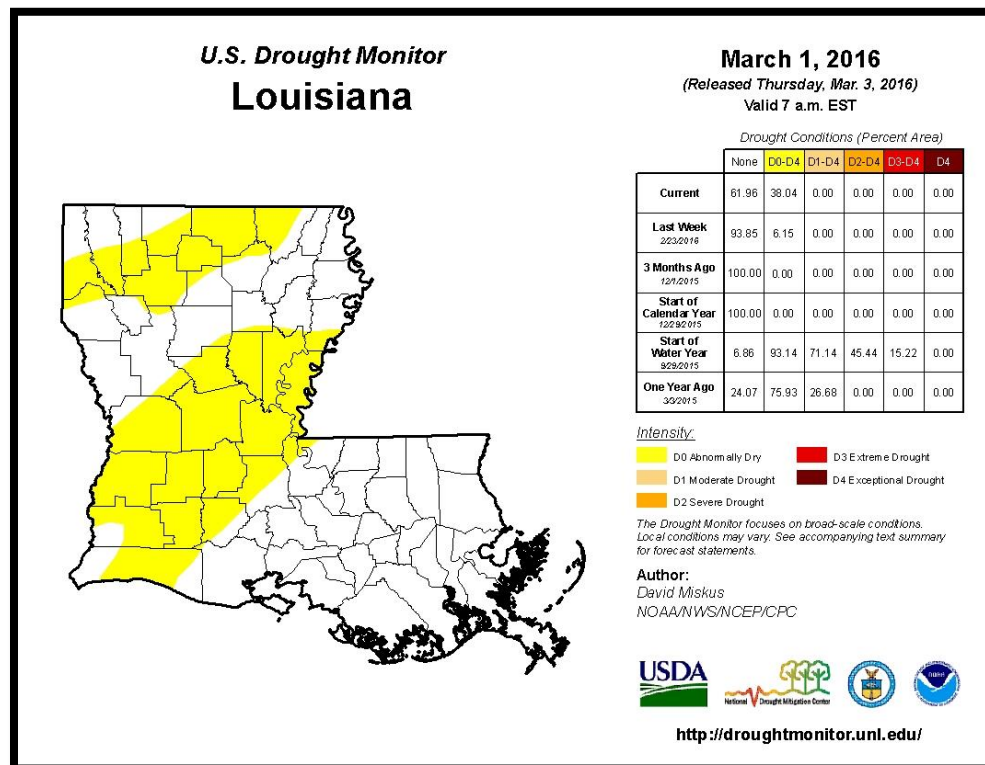 U.S. Drought Monitor
Louisiana
March 1, 2016
(Released Thursday, Mar. 3, 2016)
Valid 7 a.m. EST
Drought Conditions (Percent Area)
None D0-D4 D1-D4 D2-D4 D3-D4 D4
Current 61.96 38.04 0.00 0.00 0.00 0.00
Last Week
2/23/2016
93.85 6.15 0.00 0.00 0.00 0.00
3 Months Ago
12/1/2015
100.00 0.00 0.00 0.00 0.00 0.00
Start of
Calendar Year
12/29/2015
100.00 0.00 0.00 0.00 0.00 0.00
Start of
Water Year
9/29/2015
6.86 93.14 71.14 45.44 15.22 0.00
One Year Ago
3/3/2015
24.07 75.93 26.68 0.00 0.00 0.00
Intensity:
D0 Abnormally Dry
D1 Moderate Drought
D2 Severe Drought
D3 Extreme Drought
D4 Exceptional Drought
The Drought Monitor focuses on broad-scale conditions.
Local conditions may vary. See accompanying text summary
for forecast statements.
Author:
David Miskus
NOAA/NWS/NCEP/CPC
USDA
National Drought Mitigation Center
http://droughtmonitor.unl.edu/